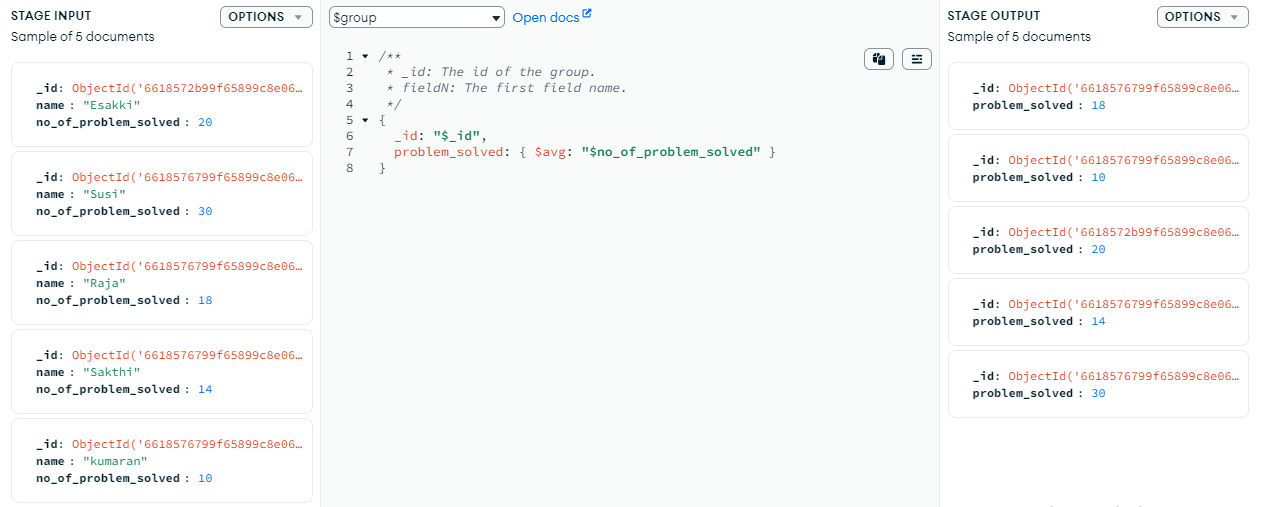 STAGE INPUT
OPTIONS
Sample of 5 documents
_id: ObjectId('6618572b99f65899c8e06…
name : "Esakki"
no_of_problem_solved : 20
_id: ObjectId('6618576799f65899c8e06…
name : "Susi"
no_of_problem_solved : 30
_id: ObjectId('6618576799f65899c8e06…
name : "Raja"
no_of_problem_solved : 18
_id: ObjectId('6618576799f65899c8e06…
name : "Sakthi"
no_of_problem_solved : 14
_id: ObjectId('6618576799f65899c8e06…
name : "kumaran"
no_of_problem_solved : 10
$group
Open docs
1 /**
2 * _id: The id of the group.
3 * fieldN: The first field name.
4 */
5 {
6 _id: "$_id",
7 problem_solved: { $avg: "$no_of_problem_solved" }
8 }
STAGE OUTPUT
OPTIONS
Sample of 5 documents
_id: ObjectId('6618576799f65899c8e06…
problem_solved : 18
_id: ObjectId('6618576799f65899c8e06…
problem_solved : 10
_id: ObjectId('6618572b99f65899c8e06…
problem_solved : 20
_id: ObjectId('6618576799f65899c8e06…
problem_solved : 14
_id: ObjectId('6618576799f65899c8e06…
problem_solved : 30